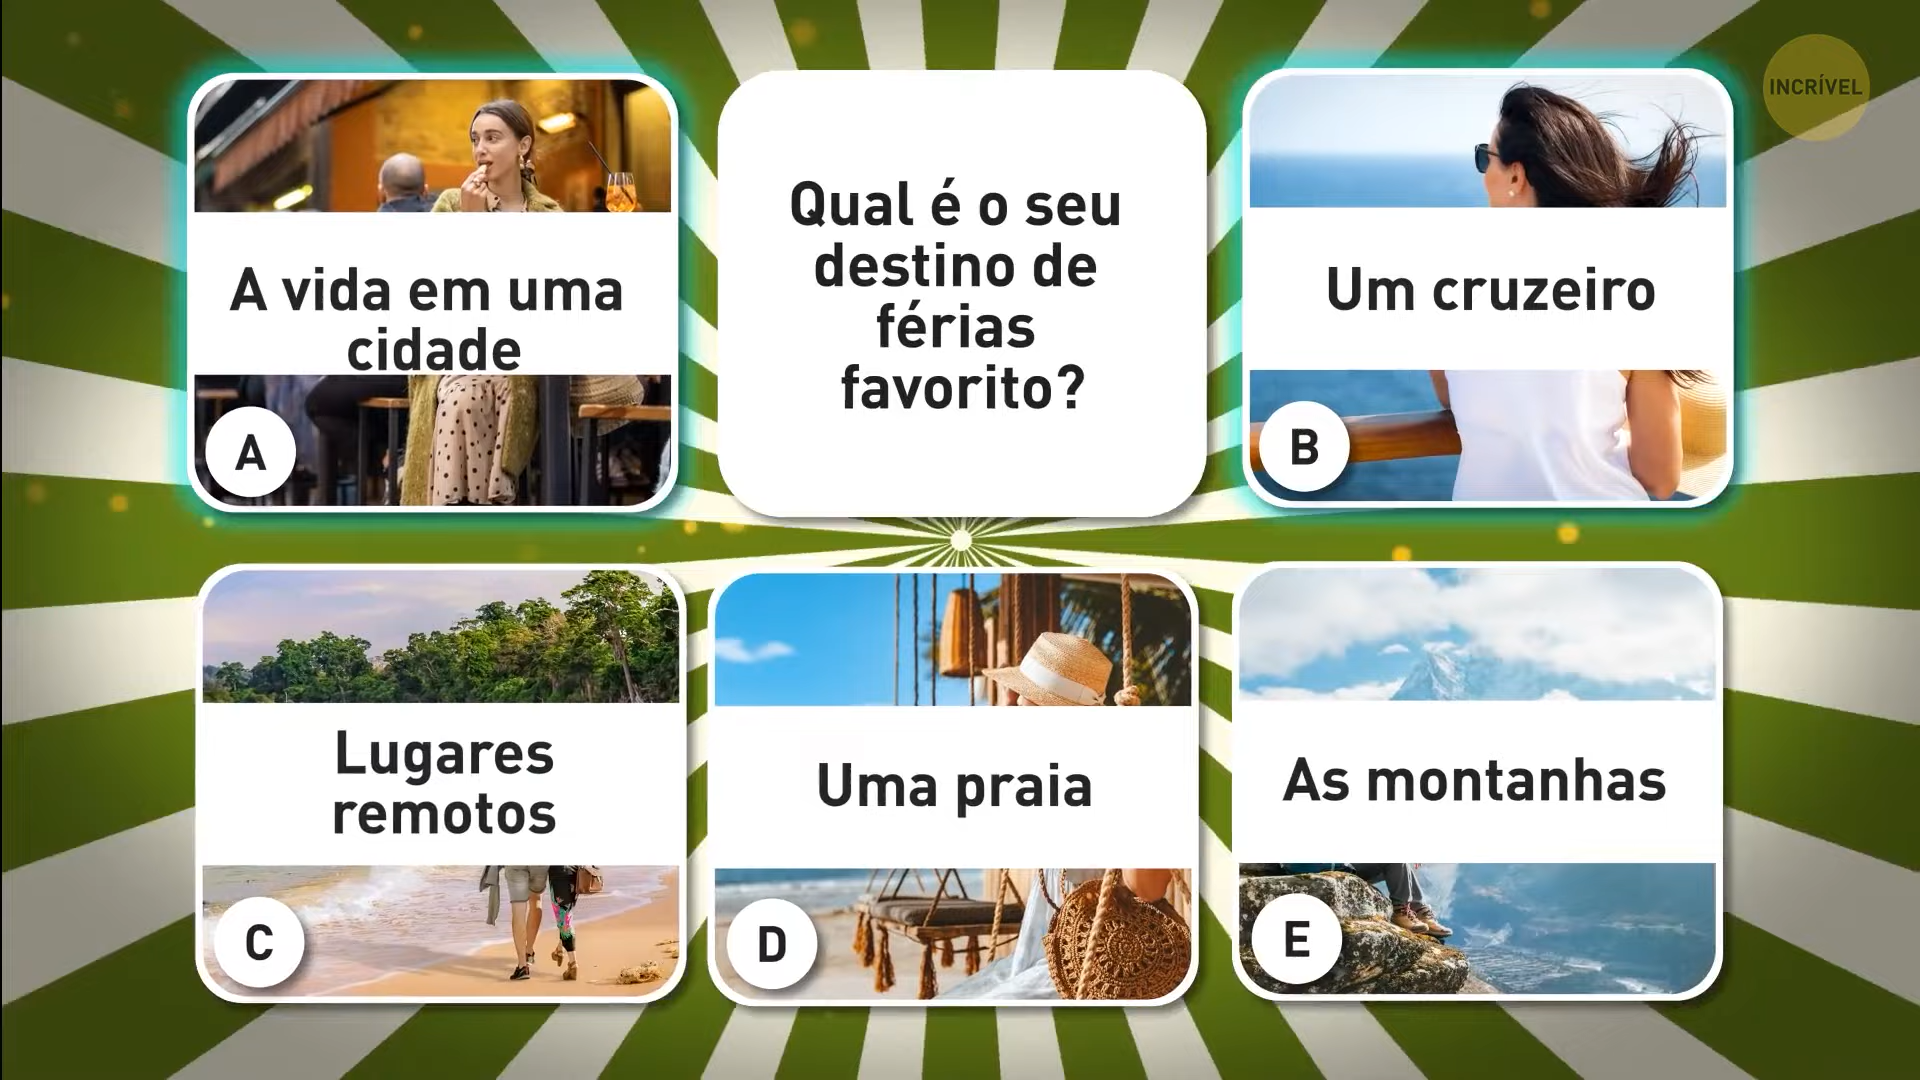 A vida em uma
cidade
A
Qual é o seu
destino de
férias
favorito?
Um cruzeiro
B
INCRÍVEL
Lugares
remotos
C
Uma praia
D
As montanhas
E